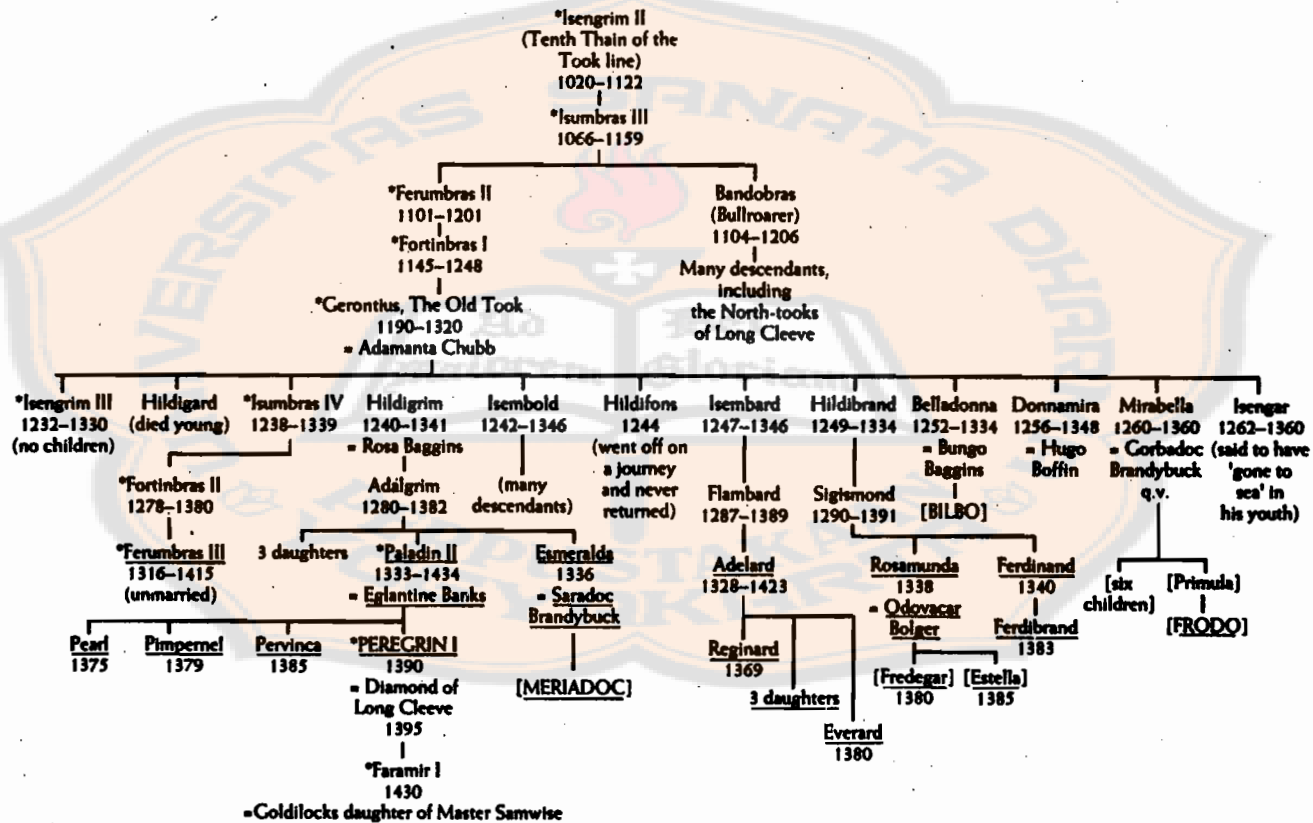 *Isengrim II
(Tenth Thain of the
Took line)
1020–1122
*Isumbras III
1066–1159
*Ferumbras II
1101–1201
*Fortinbras I
1145–1248
*Gerontius, The Old Took
1190–1320
= Adamanta Chubb
Bandobras
(Bullroarer)
1104–1206
Many descendants,
including
the North-tooks
of Long Cleeve
*Isengrim III
1232–1330
(no children)
Hildigard
(died young)
*Isumbras IV
1238–1339
Hildigrim
1240–1341
= Rosa Baggins
Isembold
1242–1346
(many
descendants)
Hildifons
1244
(went off on
a journey
and never
returned)
Isembard
1247–1346
Hildibrand
1249–1334
Belladonna
1252–1334
= Bungo
Baggins
[BILBO]
Donnamira
1256–1348
= Hugo
Boffin
Mirabella
1260–1360
= Gorbadoc
Brandybuck
q.v.
Isengar
1262–1360
(said to have
'gone to
sea' in
his youth)
*Fortinbras II
1278–1380
Adalgrim
1280–1382
Flambard
1287–1389
Sigismond
1290–1391
*Ferumbras III
1316–1415
(unmarried)
3 daughters
*Paladin II
1333–1434
= Eglantine Banks
Esmeralda
1336
= Saradoc
Brandybuck
Adelard
1328–1423
Rosamunda
1338
= Odovacar
Bolger
Ferdinand
1340
Ferdibrand
1383
[six
children]
[Primula]
[FRODO]
Pearl
1375
Pimpernel
1379
Pervinca
1385
*PEREGRIN I
1390
= Diamond of
Long Cleeve
1395
[MERIADOC]
Reginard
1369
3 daughters
Everard
1380
[Fredegar]
1380
[Estella]
1385
*Faramir I
1430
=Goldilocks daughter of Master Samwise
UNIVERSITAS SANATA DHARMA
Ad
Gloriam